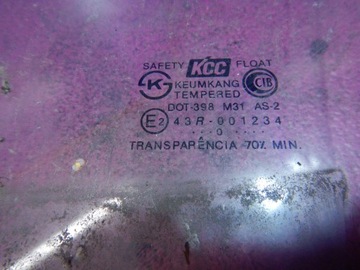 SAFETY KCC FLOAT
K KEUMKANG CIB
TEMPERED
DOT-398 M31 AS-2
E2 43R-001234
...0....
TRANSPARÊNCIA 70% MIN.